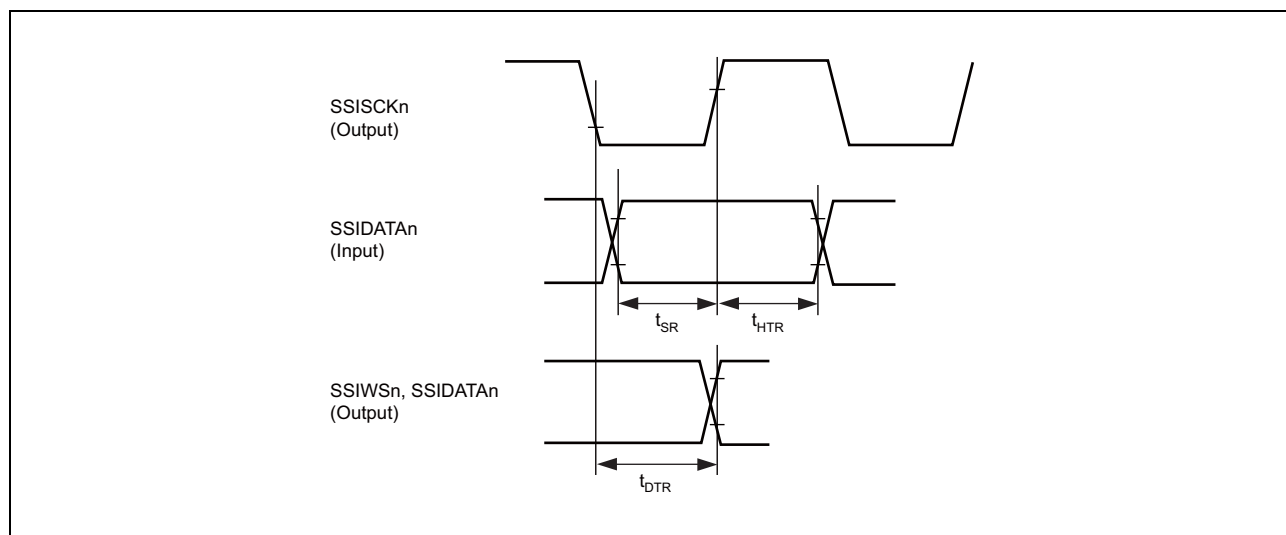 SSISCKn
(Output)
SSIDATAn
(Input)
tSR
tHTR
SSIWSn, SSIDATAn
(Output)
tDTR